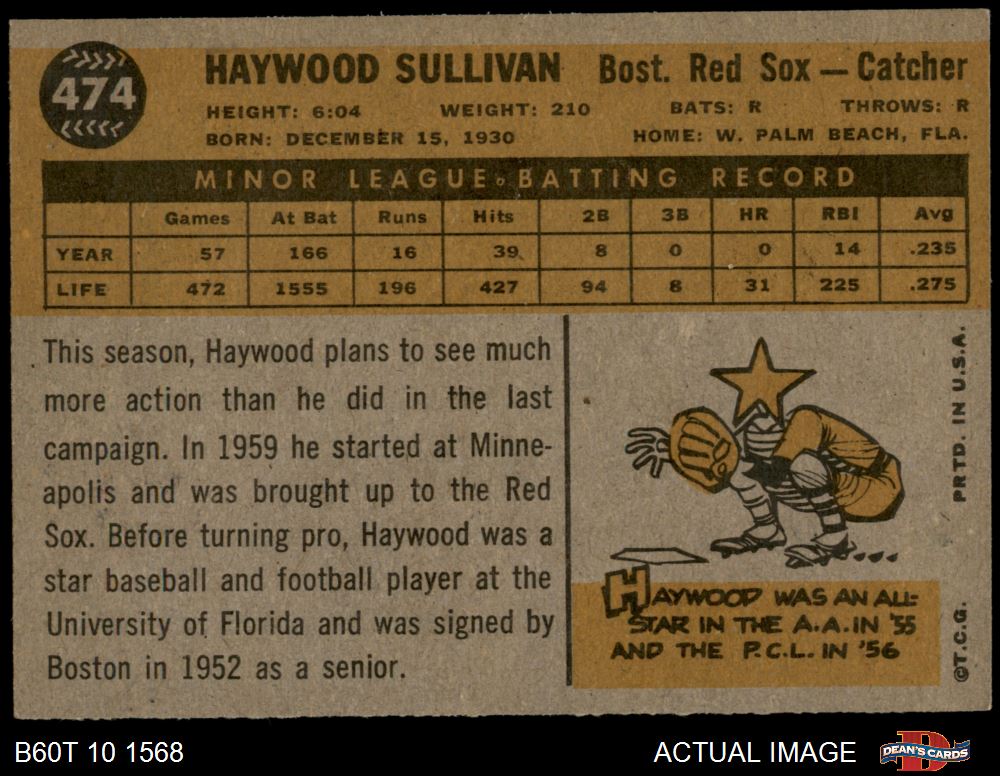 474
HAYWOOD SULLIVAN Bost. Red Sox — Catcher
HEIGHT: 6:04 WEIGHT: 210 BATS: R THROWS: R
BORN: DECEMBER 15, 1930 HOME: W. PALM BEACH, FLA.
MINOR LEAGUE BATTING RECORD
Games At Bat Runs Hits 2B 3B HR RBI Avg
YEAR 57 166 16 39 8 0 0 14 .235
LIFE 472 1555 196 427 94 8 31 225 .275
This season, Haywood plans to see much
more action than he did in the last
campaign. In 1959 he started at Minne-
apolis and was brought up to the Red
Sox. Before turning pro, Haywood was a
star baseball and football player at the
University of Florida and was signed by
Boston in 1952 as a senior.
HAYWOOD WAS AN ALL-
STAR IN THE A.A. IN '55
AND THE P.C.L. IN '56
PRTD. IN U.S.A.
©T.C.G.
B60T 10 1568
ACTUAL IMAGE
D
DEAN'S CARDS